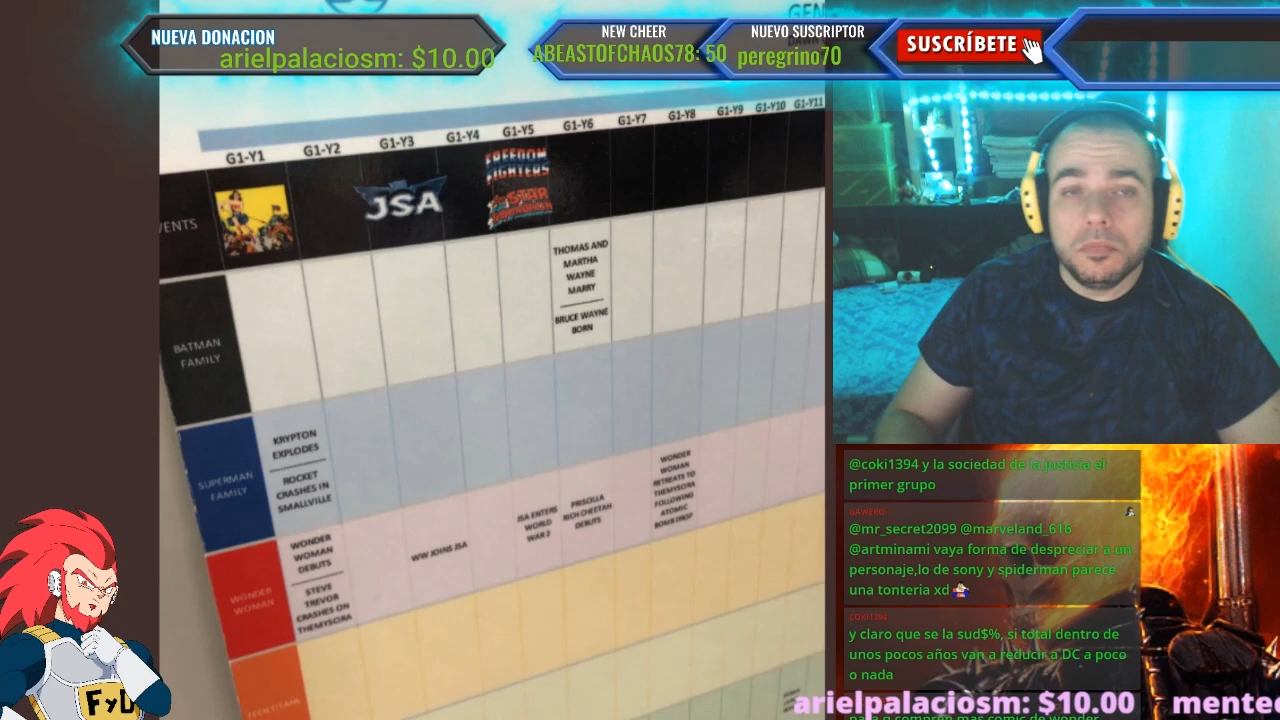 NUEVA DONACION
arielpalaciosm: $10.00
NEW CHEER
ABEASTOFCHAOS78: 50
NUEVO SUSCRIPTOR
peregrino70
SUSCRÍBETE
G1-Y1 G1-Y2 G1-Y3 G1-Y4 G1-Y5 G1-Y6 G1-Y7 G1-Y8 G1-Y9 G1-Y10 G1-Y11
VENTS
JSA
FREEDOM
FIGHTERS
STAR
SQUADRON
BATMAN
FAMILY
THOMAS AND
MARTHA
WAYNE
MARRY
BRUCE WAYNE
BORN
SUPERMAN
FAMILY
KRYPTON
EXPLODES
ROCKET
CRASHES IN
SMALLVILLE
WONDER
WOMAN
WONDER
WOMAN
DEBUTS
STEVE
TREVOR
CRASHES ON
THEMYSCIRA
WW JOINS JSA
JSA ENTERS
WORLD
WAR 2
PRISCILLA
RICH CHEETAH
DEBUTS
WONDER
WOMAN
RETREATS TO
THEMYSCIRA
FOLLOWING
ATOMIC
BOMB DROP
TEEN TITANS
FyD
@coki1394 y la sociedad de la justicia el
primer grupo
GAWERO
@mr_secret2099 @marveland_616
@artminami vaya forma de despreciar a un
personaje,lo de sony y spiderman parece
una tonteria xd
COKI1394
y claro que se la sud$%, si total dentro de
unos pocos años van a reducir a DC a poco
o nada
arielpalaciosm: $10.00 mente